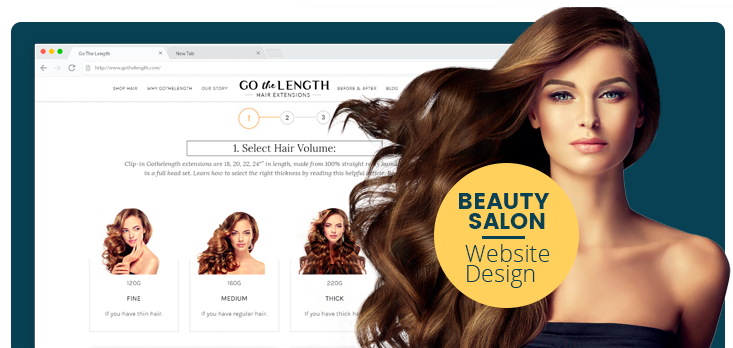 Go The Length
New Tab
http://www.gothelength.com/
SHOP HAIR WHY GOTHELENGTH OUR STORY GO the LENGTH BEFORE & AFTER BLOG
HAIR EXTENSIONS
1 2 3
1. Select Hair Volume:
Clip-in Gothelength extensions are 18, 20, 22, 24"" in length, made from 100% straight
in a full head set. Learn how to select the right thickness by reading this helpful article.
120G
FINE
If you have thin hair.
160G
MEDIUM
If you have regular hair.
220G
THICK
If you have thick
BEAUTY
SALON
Website
Design